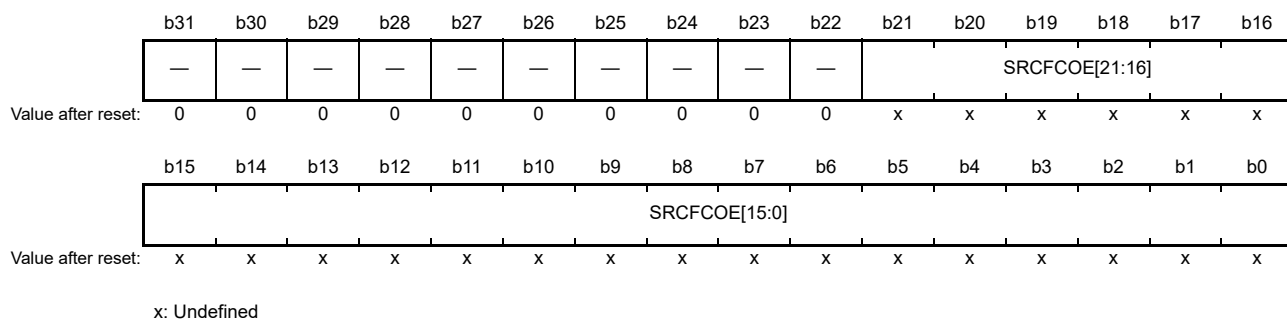 b31 b30 b29 b28 b27 b26 b25 b24 b23 b22 b21 b20 b19 b18 b17 b16
— — — — — — — — — — SRCFCOE[21:16]
Value after reset: 0 0 0 0 0 0 0 0 0 0 x x x x x x
b15 b14 b13 b12 b11 b10 b9 b8 b7 b6 b5 b4 b3 b2 b1 b0
SRCFCOE[15:0]
Value after reset: x x x x x x x x x x x x x x x x
x: Undefined